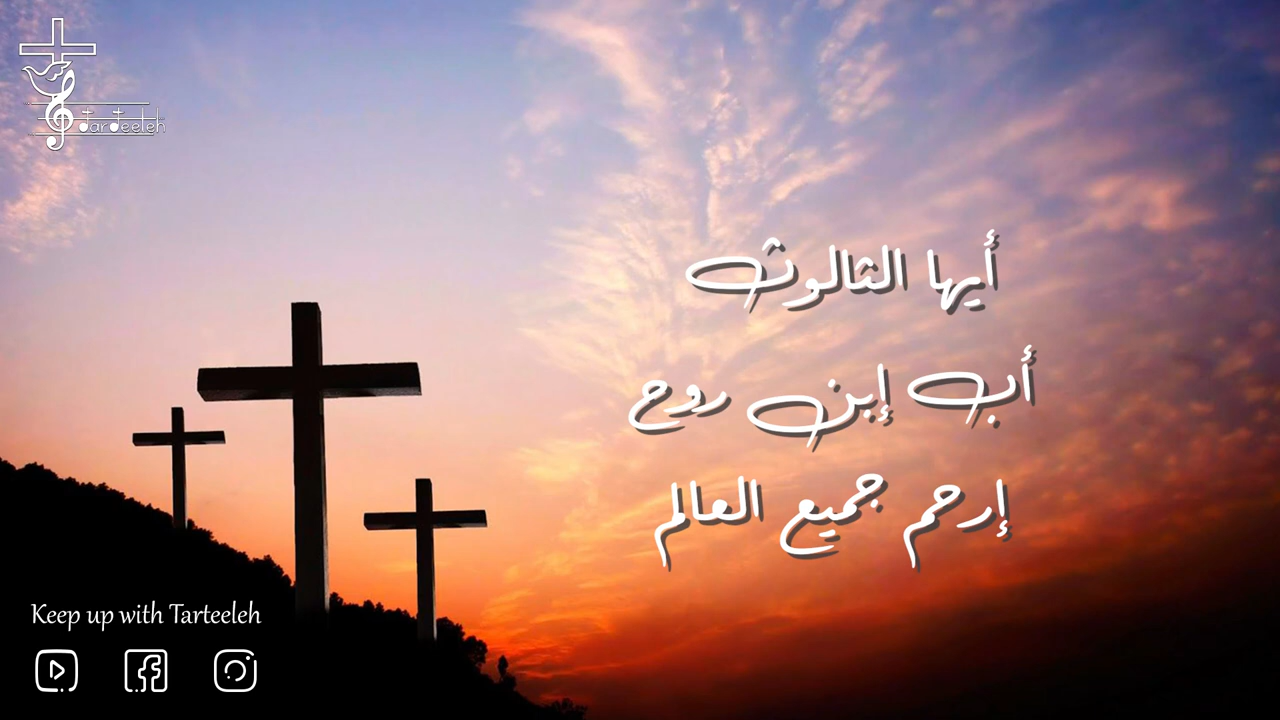 Tarteeleh
أيها الثالوث
أب إبن روح
إرحم جميع العالم
Keep up with Tarteeleh